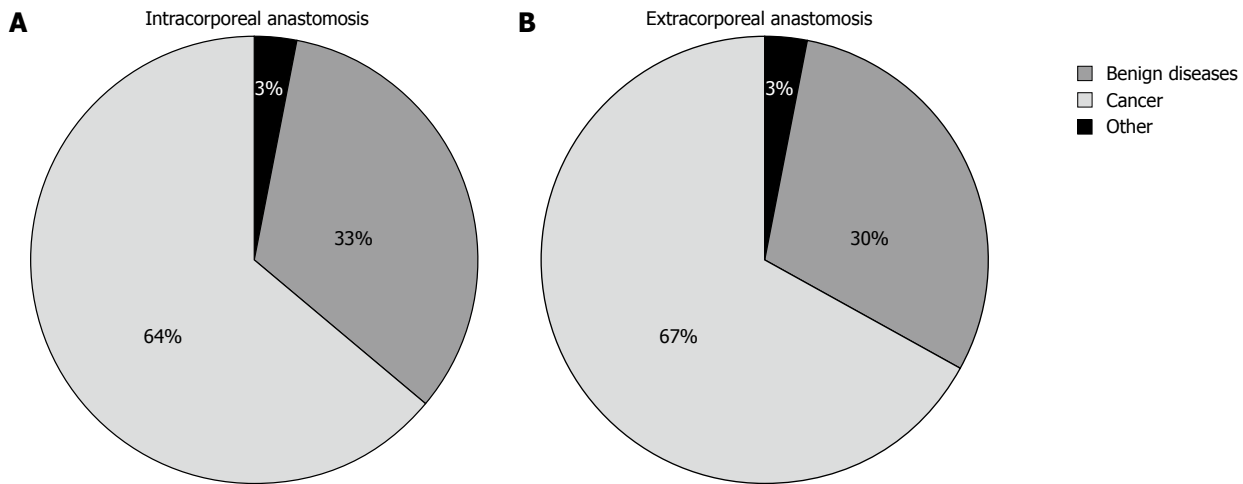 A
Intracorporeal anastomosis
3%
33%
64%
B
Extracorporeal anastomosis
3%
30%
67%
Benign diseases
Cancer
Other